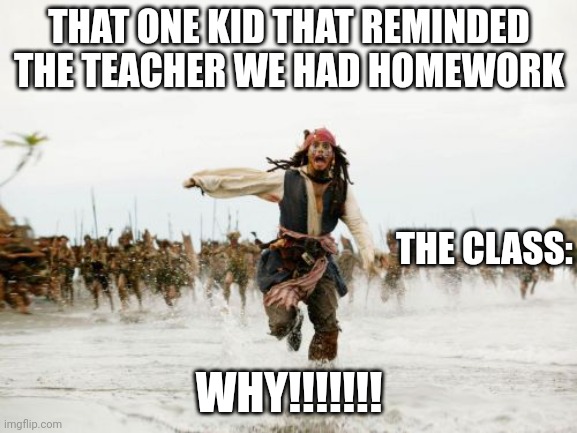 THAT ONE KID THAT REMINDED
THE TEACHER WE HAD HOMEWORK
THE CLASS:
WHY!!!!!!!
imgflip.com